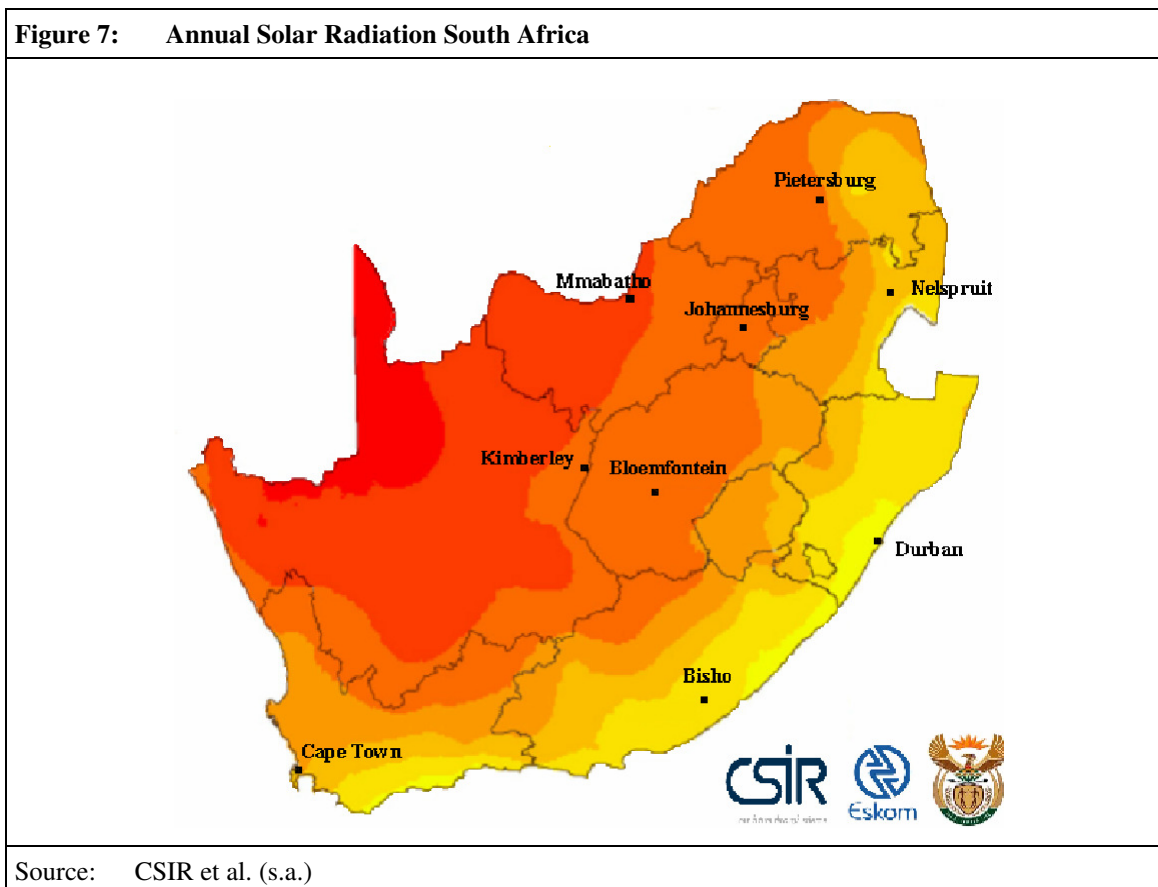 Figure 7: Annual Solar Radiation South Africa
Pietersburg
Mmabatho
Nelspruit
Johannesburg
Kimberley
Bloemfontein
Durban
Bisho
Cape Town
CSIR
Eskom
Source: CSIR et al. (s.a.)